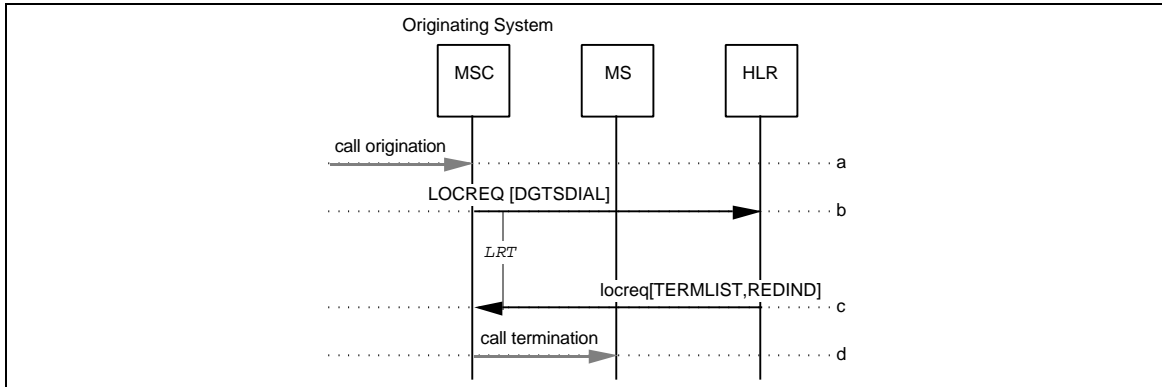 Originating System
MSC MS HLR
call origination
a
LOCREQ [DGTSDIAL]
b
LRT
locreq[TERMLIST,REDIND]
c
call termination
d